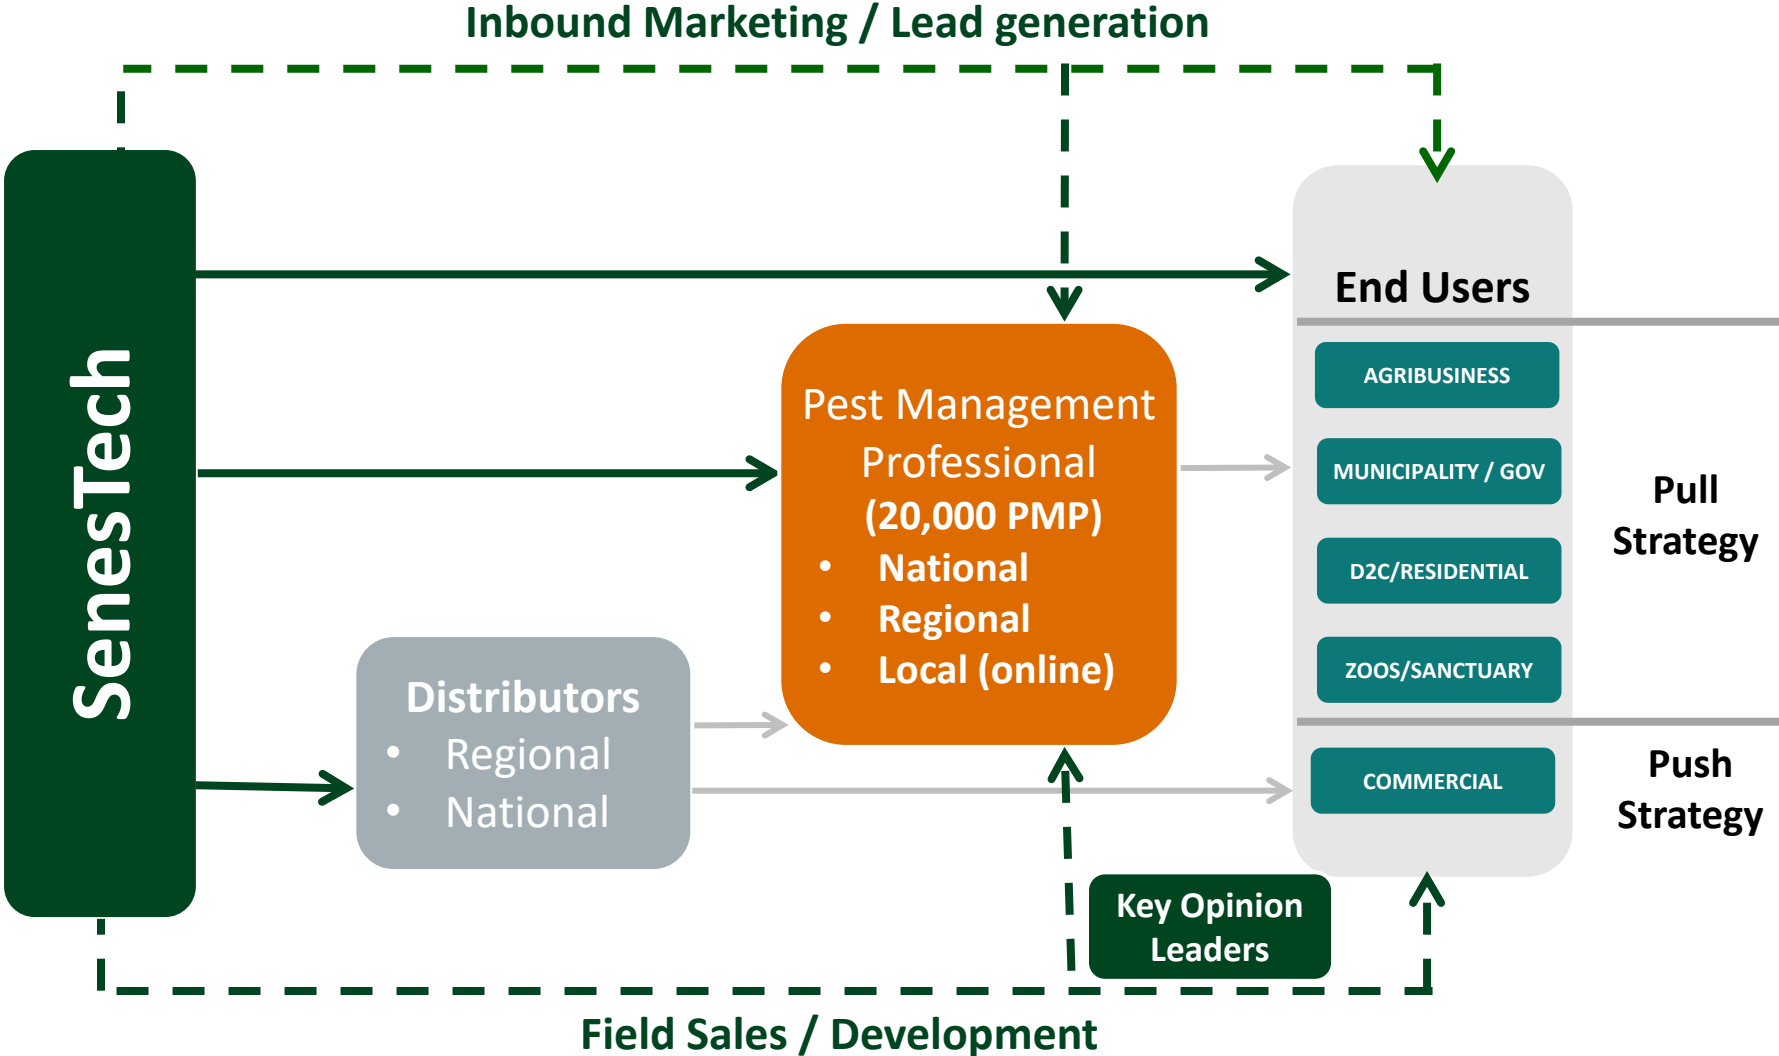 Inbound Marketing / Lead generation
SenesTech
End Users
AGRIBUSINESS
MUNICIPALITY / GOV
D2C/RESIDENTIAL
ZOOS/SANCTUARY
COMMERCIAL
Pull
Strategy
Push
Strategy
Pest Management
Professional
(20,000 PMP)
• National
• Regional
• Local (online)
Distributors
• Regional
• National
Key Opinion
Leaders
Field Sales / Development